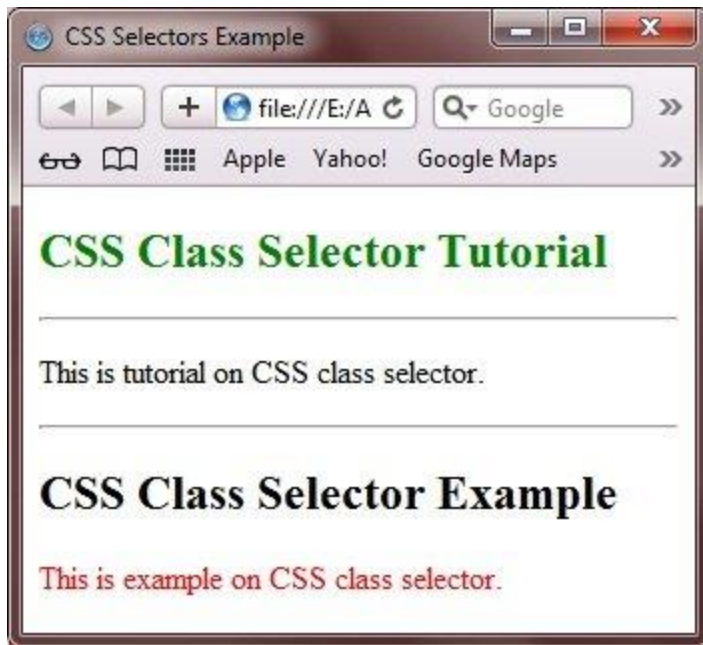 CSS Selectors Example
file:///E:/A Google
Apple Yahoo! Google Maps
CSS Class Selector Tutorial
This is tutorial on CSS class selector.
CSS Class Selector Example
This is example on CSS class selector.